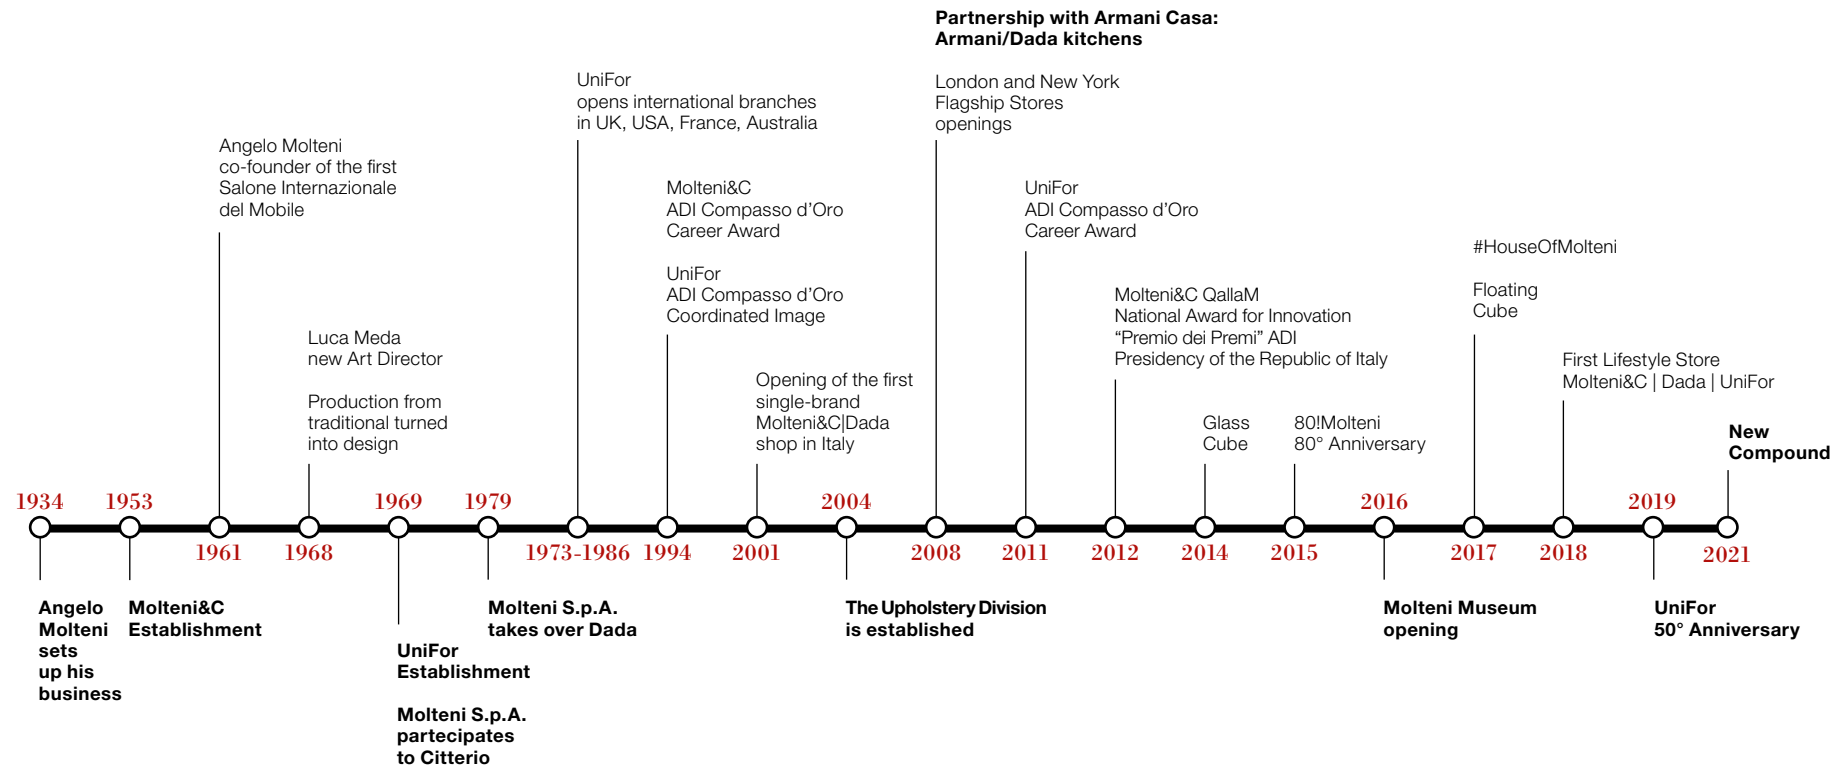 1934
Angelo
Molteni
sets
up his
business
1953
Molteni&C
Establishment
Angelo Molteni
co-founder of the first
Salone Internazionale
del Mobile
1961
Luca Meda
new Art Director
Production from
traditional turned
into design
1968
1969
UniFor
Establishment
Molteni S.p.A.
partecipates
to Citterio
1979
Molteni S.p.A.
takes over Dada
UniFor
opens international branches
in UK, USA, France, Australia
1973-1986
Molteni&C
ADI Compasso d’Oro
Career Award
UniFor
ADI Compasso d’Oro
Coordinated Image
1994
Opening of the first
single-brand
Molteni&C|Dada
shop in Italy
2001
2004
The Upholstery Division
is established
Partnership with Armani Casa:
Armani/Dada kitchens
London and New York
Flagship Stores
openings
2008
UniFor
ADI Compasso d’Oro
Career Award
2011
Molteni&C QallaM
National Award for Innovation
“Premio dei Premi” ADI
Presidency of the Republic of Italy
2012
Glass
Cube
2014
80!Molteni
80° Anniversary
2015
2016
Molteni Museum
opening
#HouseOfMolteni
Floating
Cube
2017
First Lifestyle Store
Molteni&C | Dada | UniFor
2018
2019
UniFor
50° Anniversary
New
Compound
2021